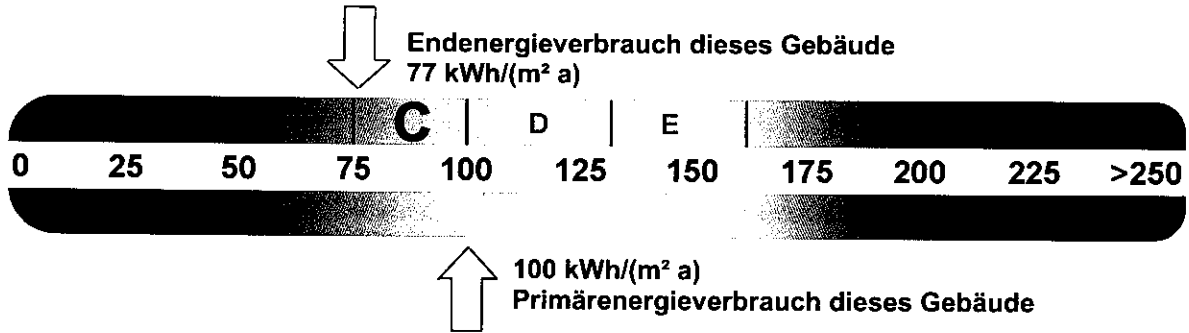 Endenergieverbrauch dieses Gebäude
77 kWh/(m² a)
C D E
0 25 50 75 100 125 150 175 200 225 >250
100 kWh/(m² a)
Primärenergieverbrauch dieses Gebäude